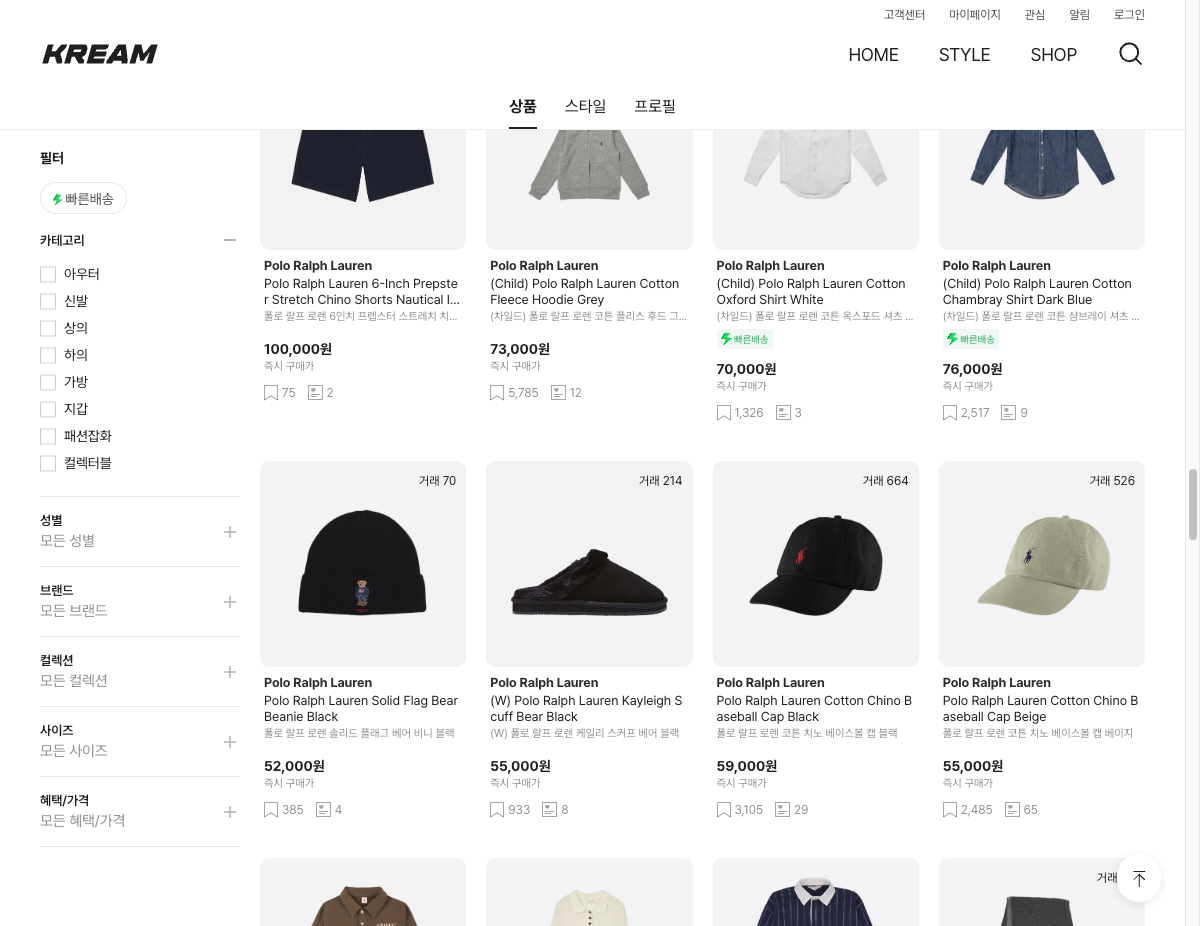 고객센터 마이페이지 관심 알림 로그인
KREAM
HOME STYLE SHOP
상품 스타일 프로필
필터
빠른배송
카테고리
아우터
신발
상의
하의
가방
지갑
패션잡화
컬렉터블
성별
모든 성별
브랜드
모든 브랜드
컬렉션
모든 컬렉션
사이즈
모든 사이즈
혜택/가격
모든 혜택/가격
Polo Ralph Lauren
Polo Ralph Lauren 6-Inch Prepste
r Stretch Chino Shorts Nautical I...
폴로 랄프 로렌 6인치 프렙스터 스트레치 치...
100,000원
즉시 구매가
75 2
Polo Ralph Lauren
(Child) Polo Ralph Lauren Cotton
Fleece Hoodie Grey
(차일드) 폴로 랄프 로렌 코튼 플리스 후드 그...
73,000원
즉시 구매가
5,785 12
Polo Ralph Lauren
(Child) Polo Ralph Lauren Cotton
Oxford Shirt White
(차일드) 폴로 랄프 로렌 코튼 옥스포드 셔츠 ...
빠른배송
70,000원
즉시 구매가
1,326 3
Polo Ralph Lauren
(Child) Polo Ralph Lauren Cotton
Chambray Shirt Dark Blue
(차일드) 폴로 랄프 로렌 코튼 샴브레이 셔츠 ...
빠른배송
76,000원
즉시 구매가
2,517 9
거래 70
Polo Ralph Lauren
Polo Ralph Lauren Solid Flag Bear
Beanie Black
폴로 랄프 로렌 솔리드 플래그 베어 비니 블랙
52,000원
즉시 구매가
385 4
거래 214
Polo Ralph Lauren
(W) Polo Ralph Lauren Kayleigh S
cuff Bear Black
(W) 폴로 랄프 로렌 케일리 스커프 베어 블랙
55,000원
즉시 구매가
933 8
거래 664
Polo Ralph Lauren
Polo Ralph Lauren Cotton Chino B
aseball Cap Black
폴로 랄프 로렌 코튼 치노 베이스볼 캡 블랙
59,000원
즉시 구매가
3,105 29
거래 526
Polo Ralph Lauren
Polo Ralph Lauren Cotton Chino B
aseball Cap Beige
폴로 랄프 로렌 코튼 치노 베이스볼 캡 베이지
55,000원
즉시 구매가
2,485 65
거래